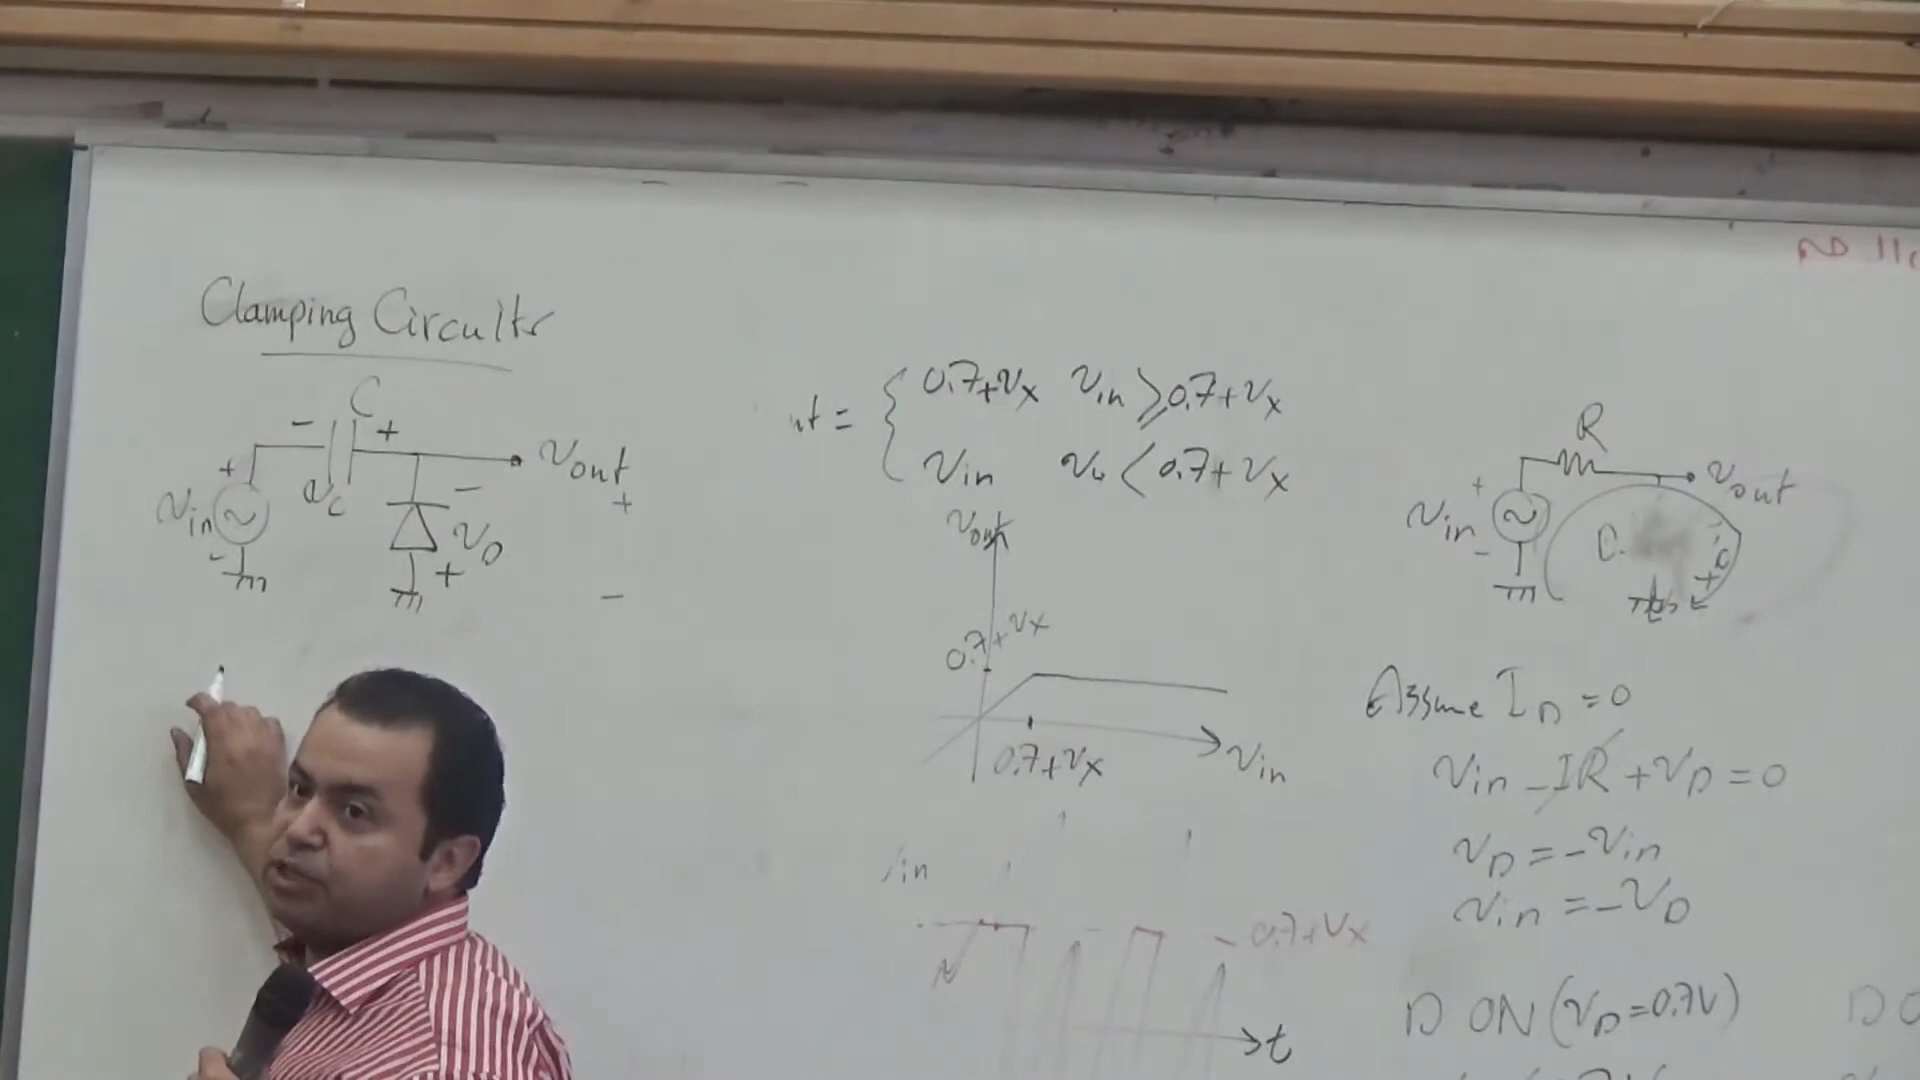 Clamping Circuits
C
- +
+ Vin -
Vc
Vout
+
-
- VD +
0.7+Vx Vin ≥ 0.7+Vx
Vin < 0.7+Vx
Vout
0.7+Vx
0.7+Vx
Vin
in
0.7+Vx
t
R
+ Vin -
Vout
Assume ID = 0
Vin - IR + VD = 0
VD = -Vin
Vin = -VD
D ON (VD = 0.7V)